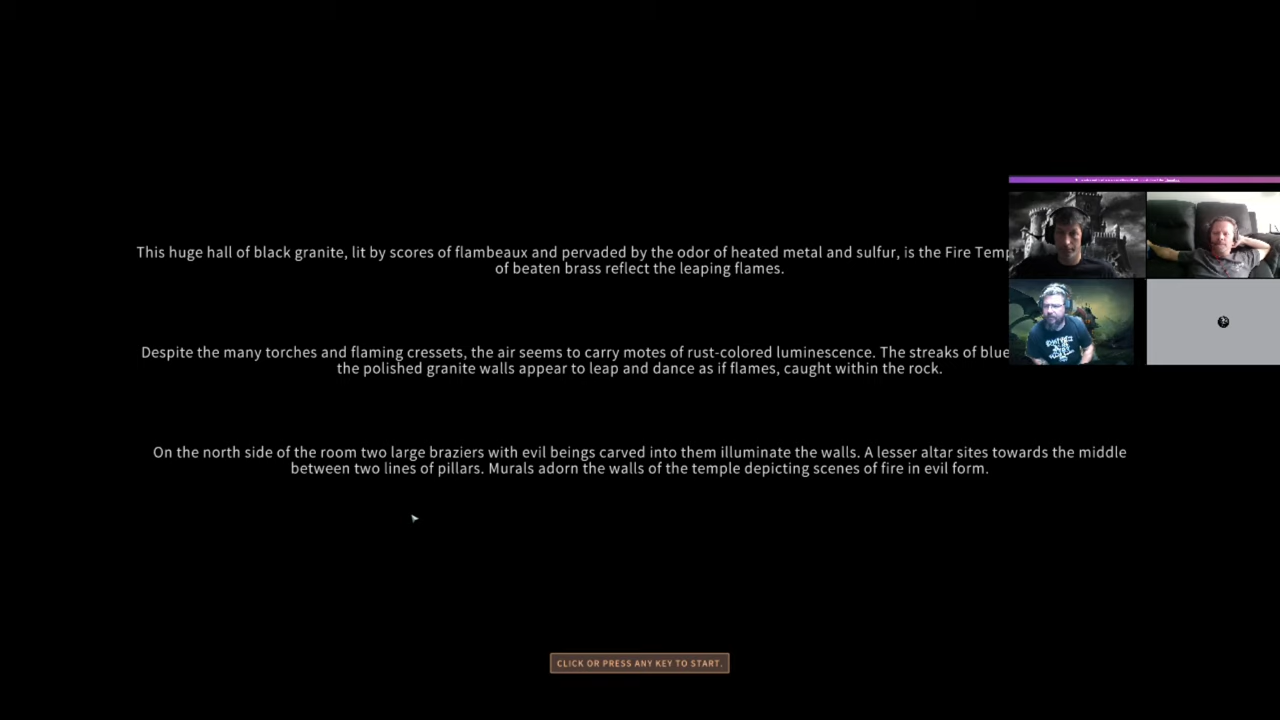 This huge hall of black granite, lit by scores of flambeaux and pervaded by the odor of heated metal and sulfur, is the Fire
of beaten brass reflect the leaping flames.
Despite the many torches and flaming cressets, the air seems to carry motes of rust-colored luminescence. The streaks of blue
the polished granite walls appear to leap and dance as if flames, caught within the rock.
On the north side of the room two large braziers with evil beings carved into them illuminate the walls. A lesser altar sites towards the middle
between two lines of pillars. Murals adorn the walls of the temple depicting scenes of fire in evil form.
CLICK OR PRESS ANY KEY TO START.